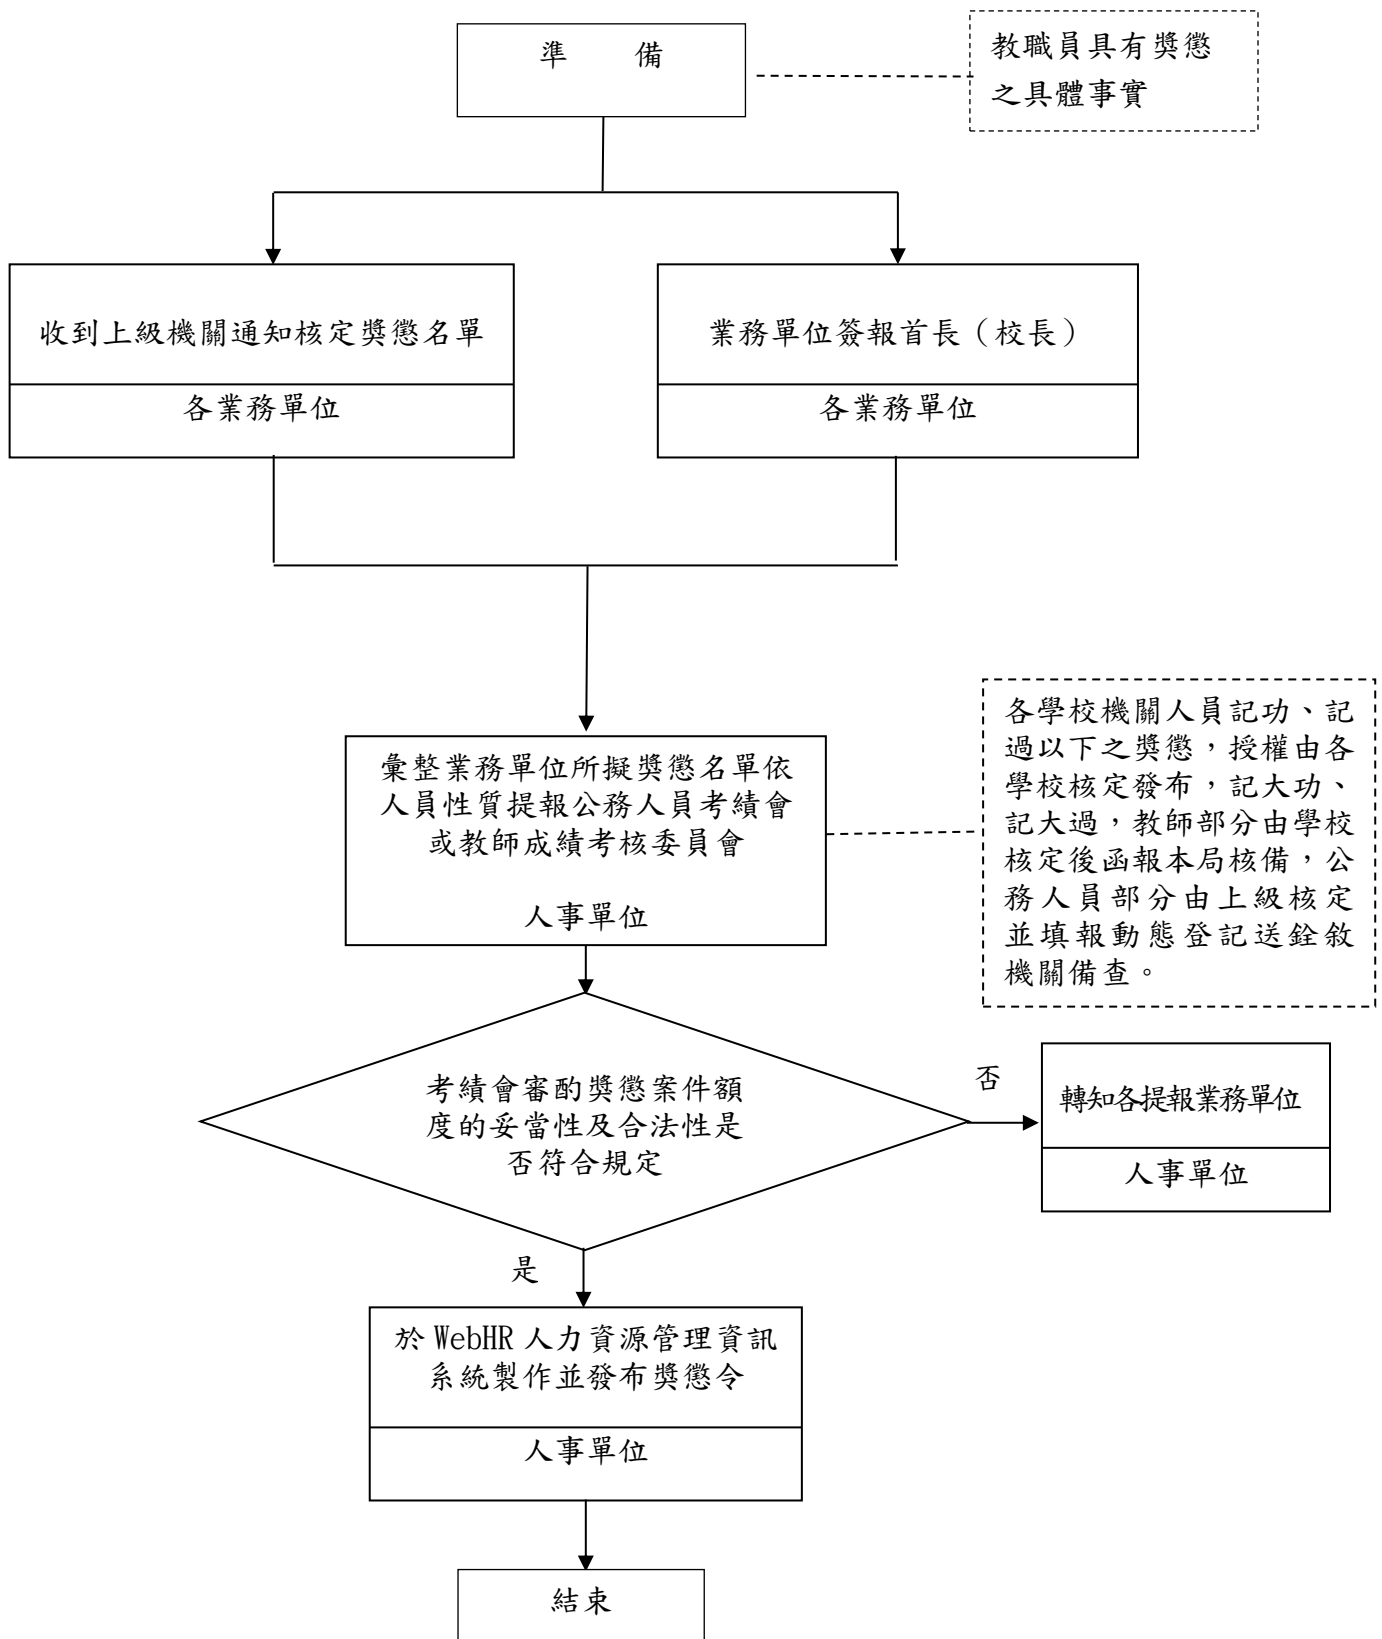 準　　備
教職員具有獎懲
之具體事實
收到上級機關通知核定獎懲名單
各業務單位
業務單位簽報首長（校長）
各業務單位
彙整業務單位所擬獎懲名單依
人員性質提報公務人員考績會
或教師成績考核委員會
人事單位
各學校機關人員記功、記
過以下之獎懲，授權由各
學校核定發布，記大功、
記大過，教師部分由學校
核定後函報本局核備，公
務人員部分由上級核定
並填報動態登記送銓敘
機關備查。
考績會審酌獎懲案件額
度的妥當性及合法性是
否符合規定
否
轉知各提報業務單位
人事單位
是
於 WebHR 人力資源管理資訊
系統製作並發布獎懲令
人事單位
結束